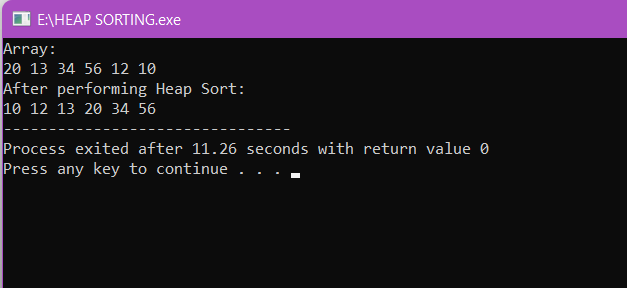 E:\HEAP SORTING.exe
Array:
20 13 34 56 12 10
After performing Heap Sort:
10 12 13 20 34 56
--------------------------------
Process exited after 11.26 seconds with return value 0
Press any key to continue . . .